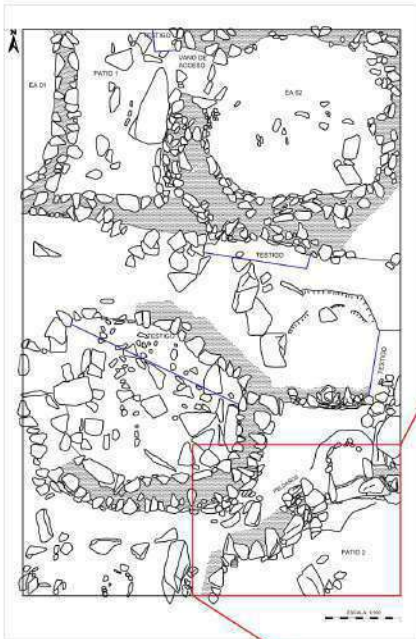 N
TESTIGO
PATIO 1
VANO DE
ACCESO
EA 01
EA 02
TESTIGO
TESTIGO
TESTIGO
PATIO 2